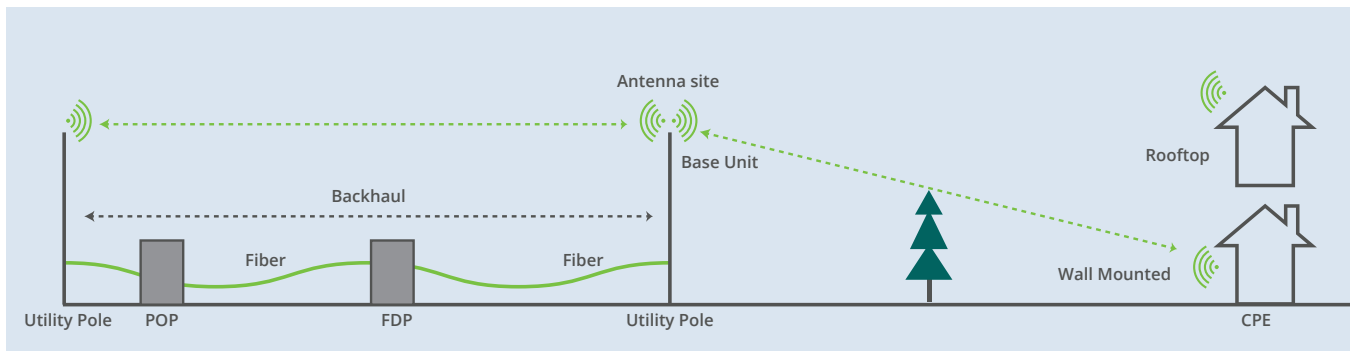 Antenna site
Base Unit
Rooftop
Backhaul
Fiber
Fiber
Wall Mounted
Utility Pole
POP
FDP
Utility Pole
CPE